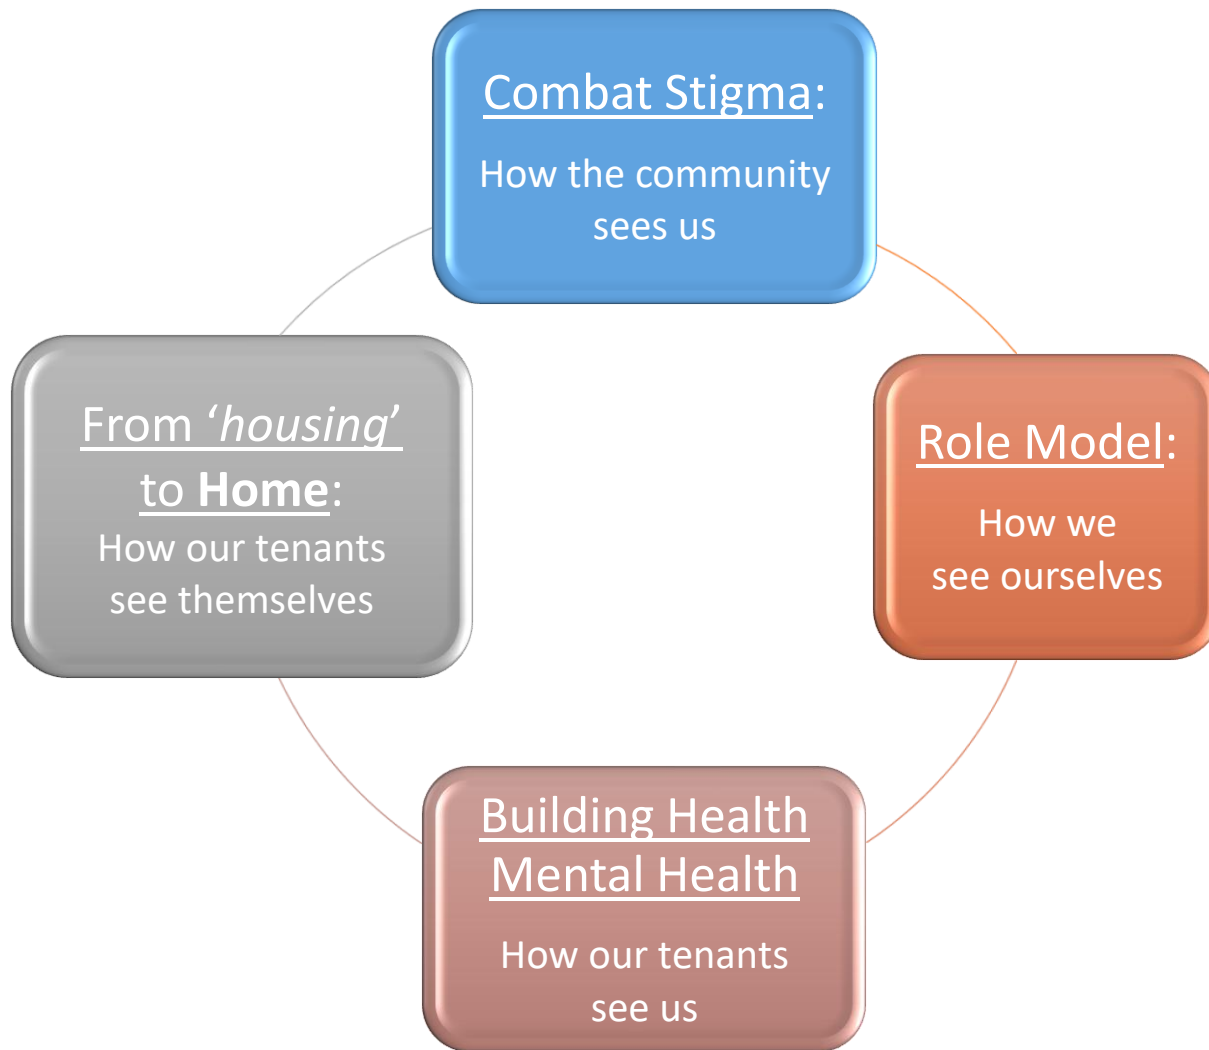 Combat Stigma:
How the community
sees us
From ‘housing’
to Home:
How our tenants
see themselves
Role Model:
How we
see ourselves
Building Health
Mental Health
How our tenants
see us